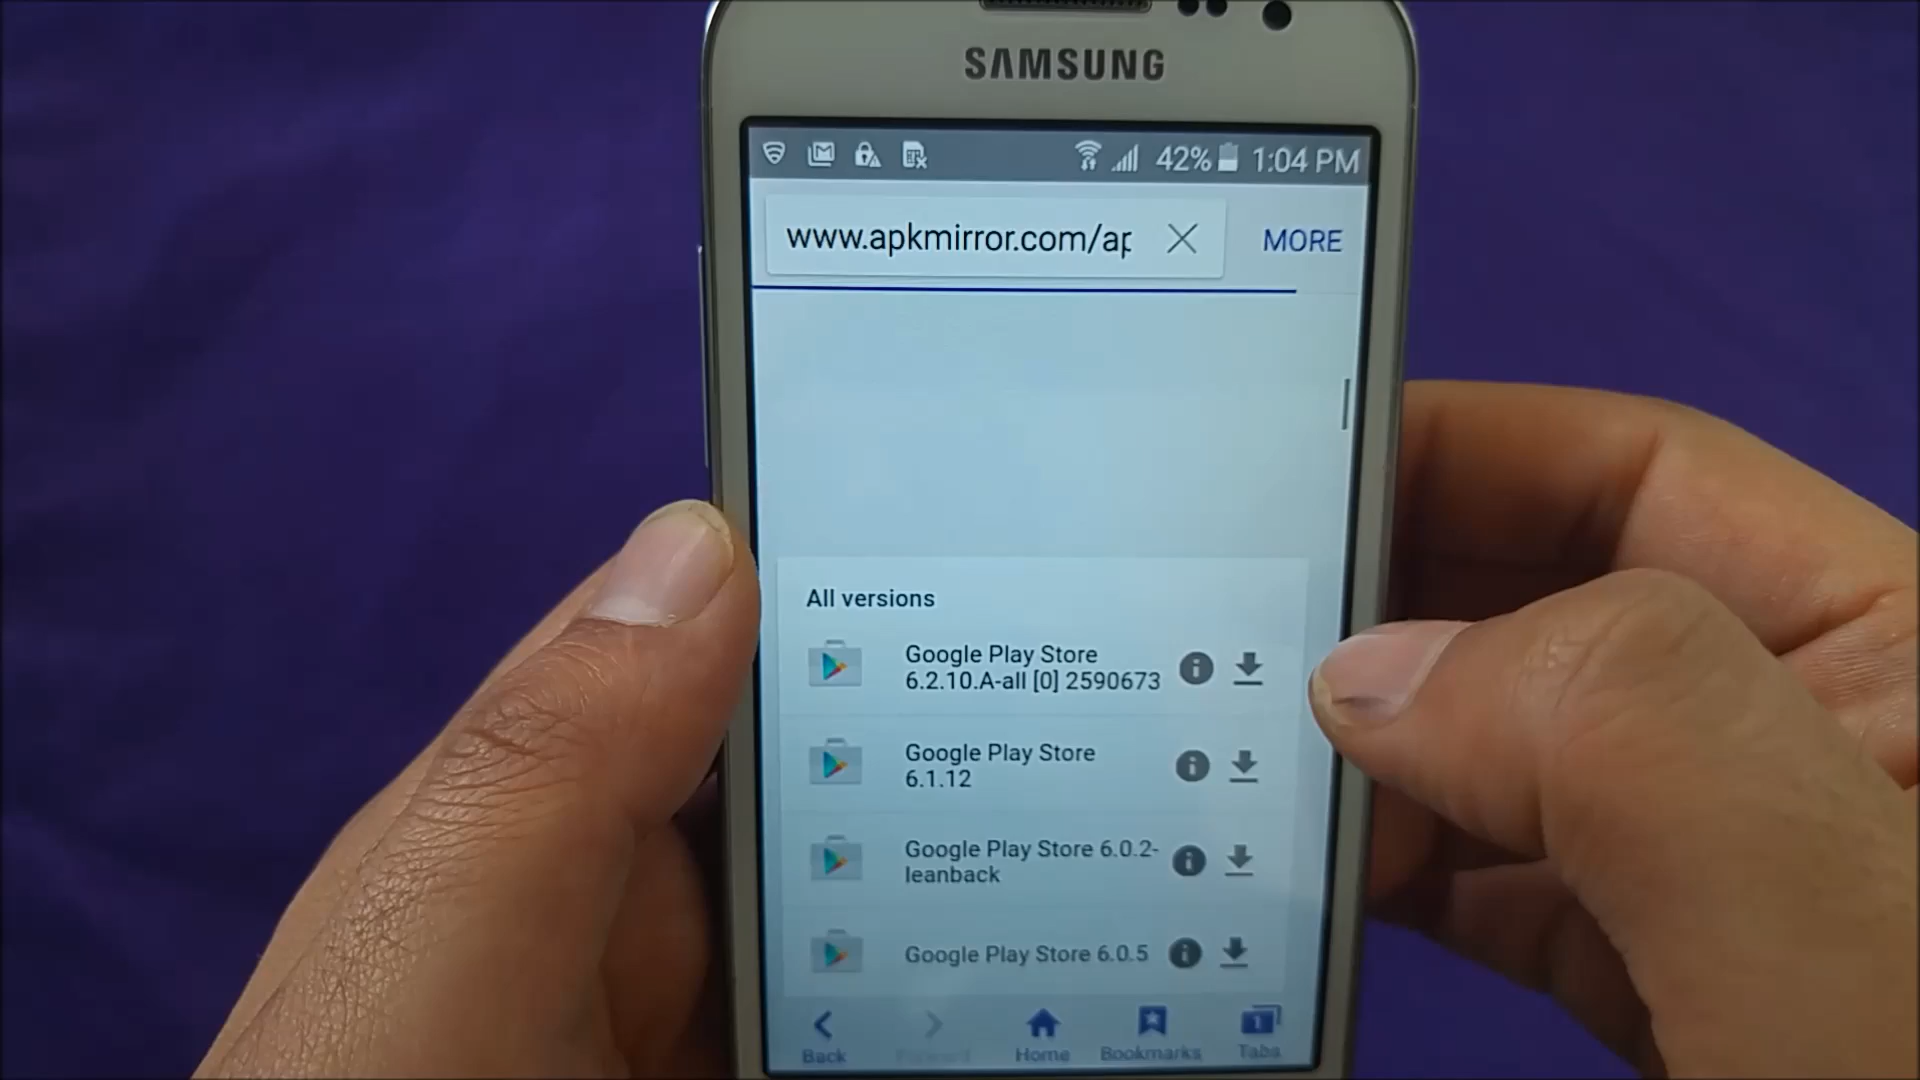 SAMSUNG
42% 1:04 PM
www.apkmirror.com/ap
MORE
All versions
Google Play Store
6.2.10.A-all [0] 2590673
Google Play Store
6.1.12
Google Play Store 6.0.2-
leanback
Google Play Store 6.0.5
1
Back Forward Home Bookmarks Tabs